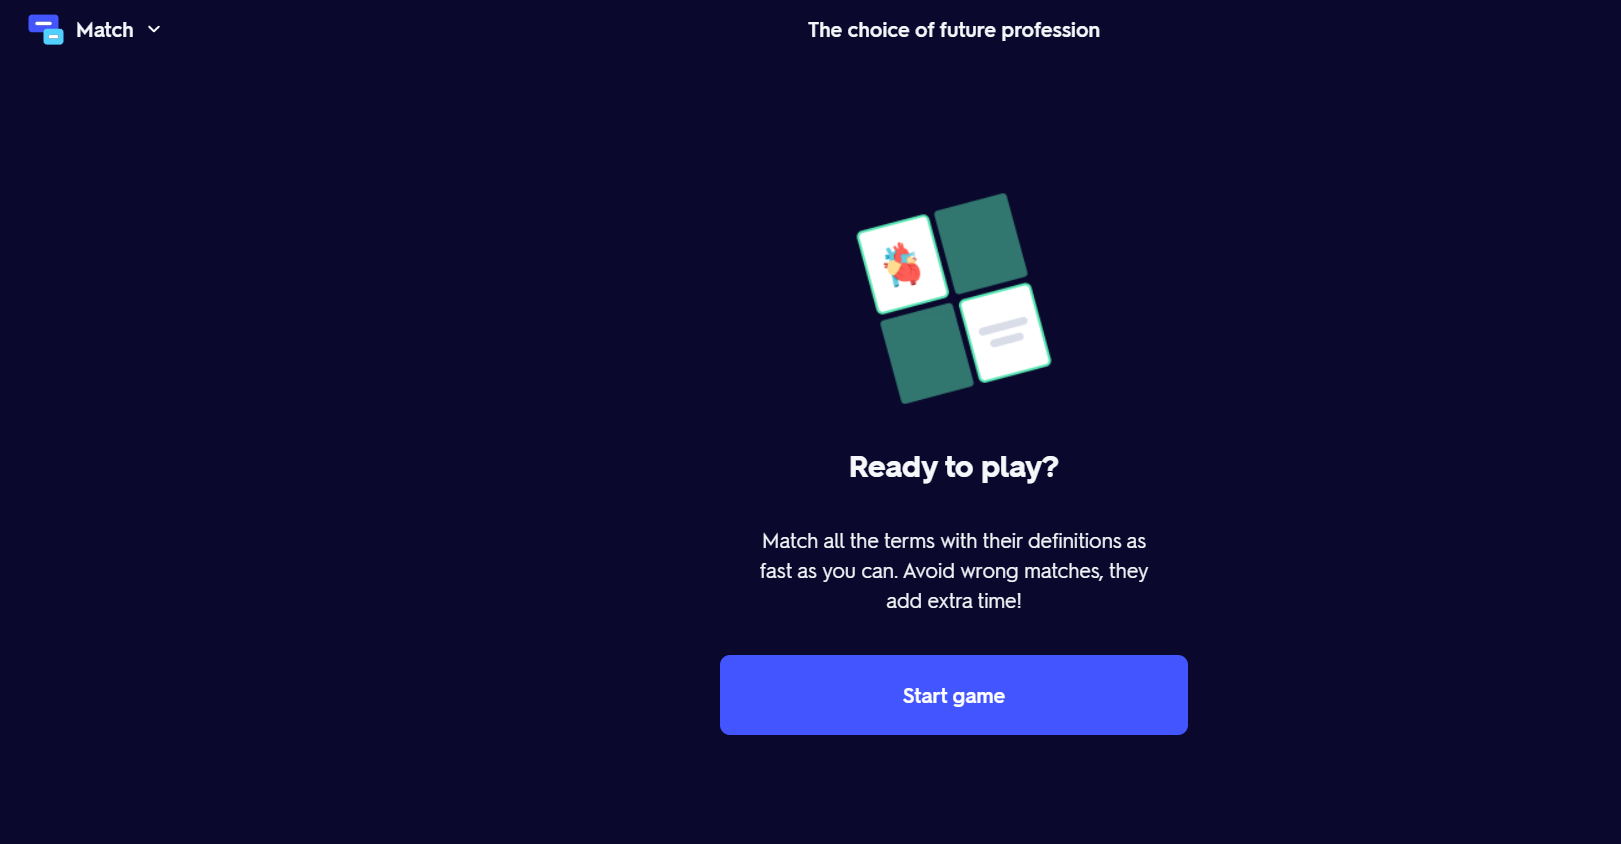 Match
The choice of future profession
Ready to play?
Match all the terms with their definitions as
fast as you can. Avoid wrong matches, they
add extra time!
Start game